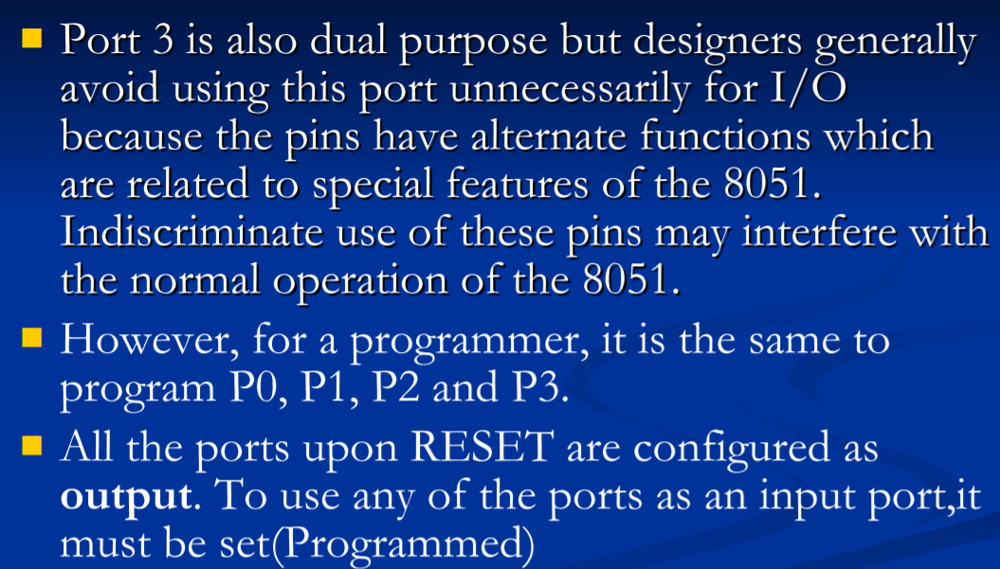 Port 3 is also dual purpose but designers generally
avoid using this port unnecessarily for I/O
because the pins have alternate functions which
are related to special features of the 8051.
Indiscriminate use of these pins may interfere with
the normal operation of the 8051.
However, for a programmer, it is the same to
program P0, P1, P2 and P3.
All the ports upon RESET are configured as
output. To use any of the ports as an input port,it
must be set(Programmed)